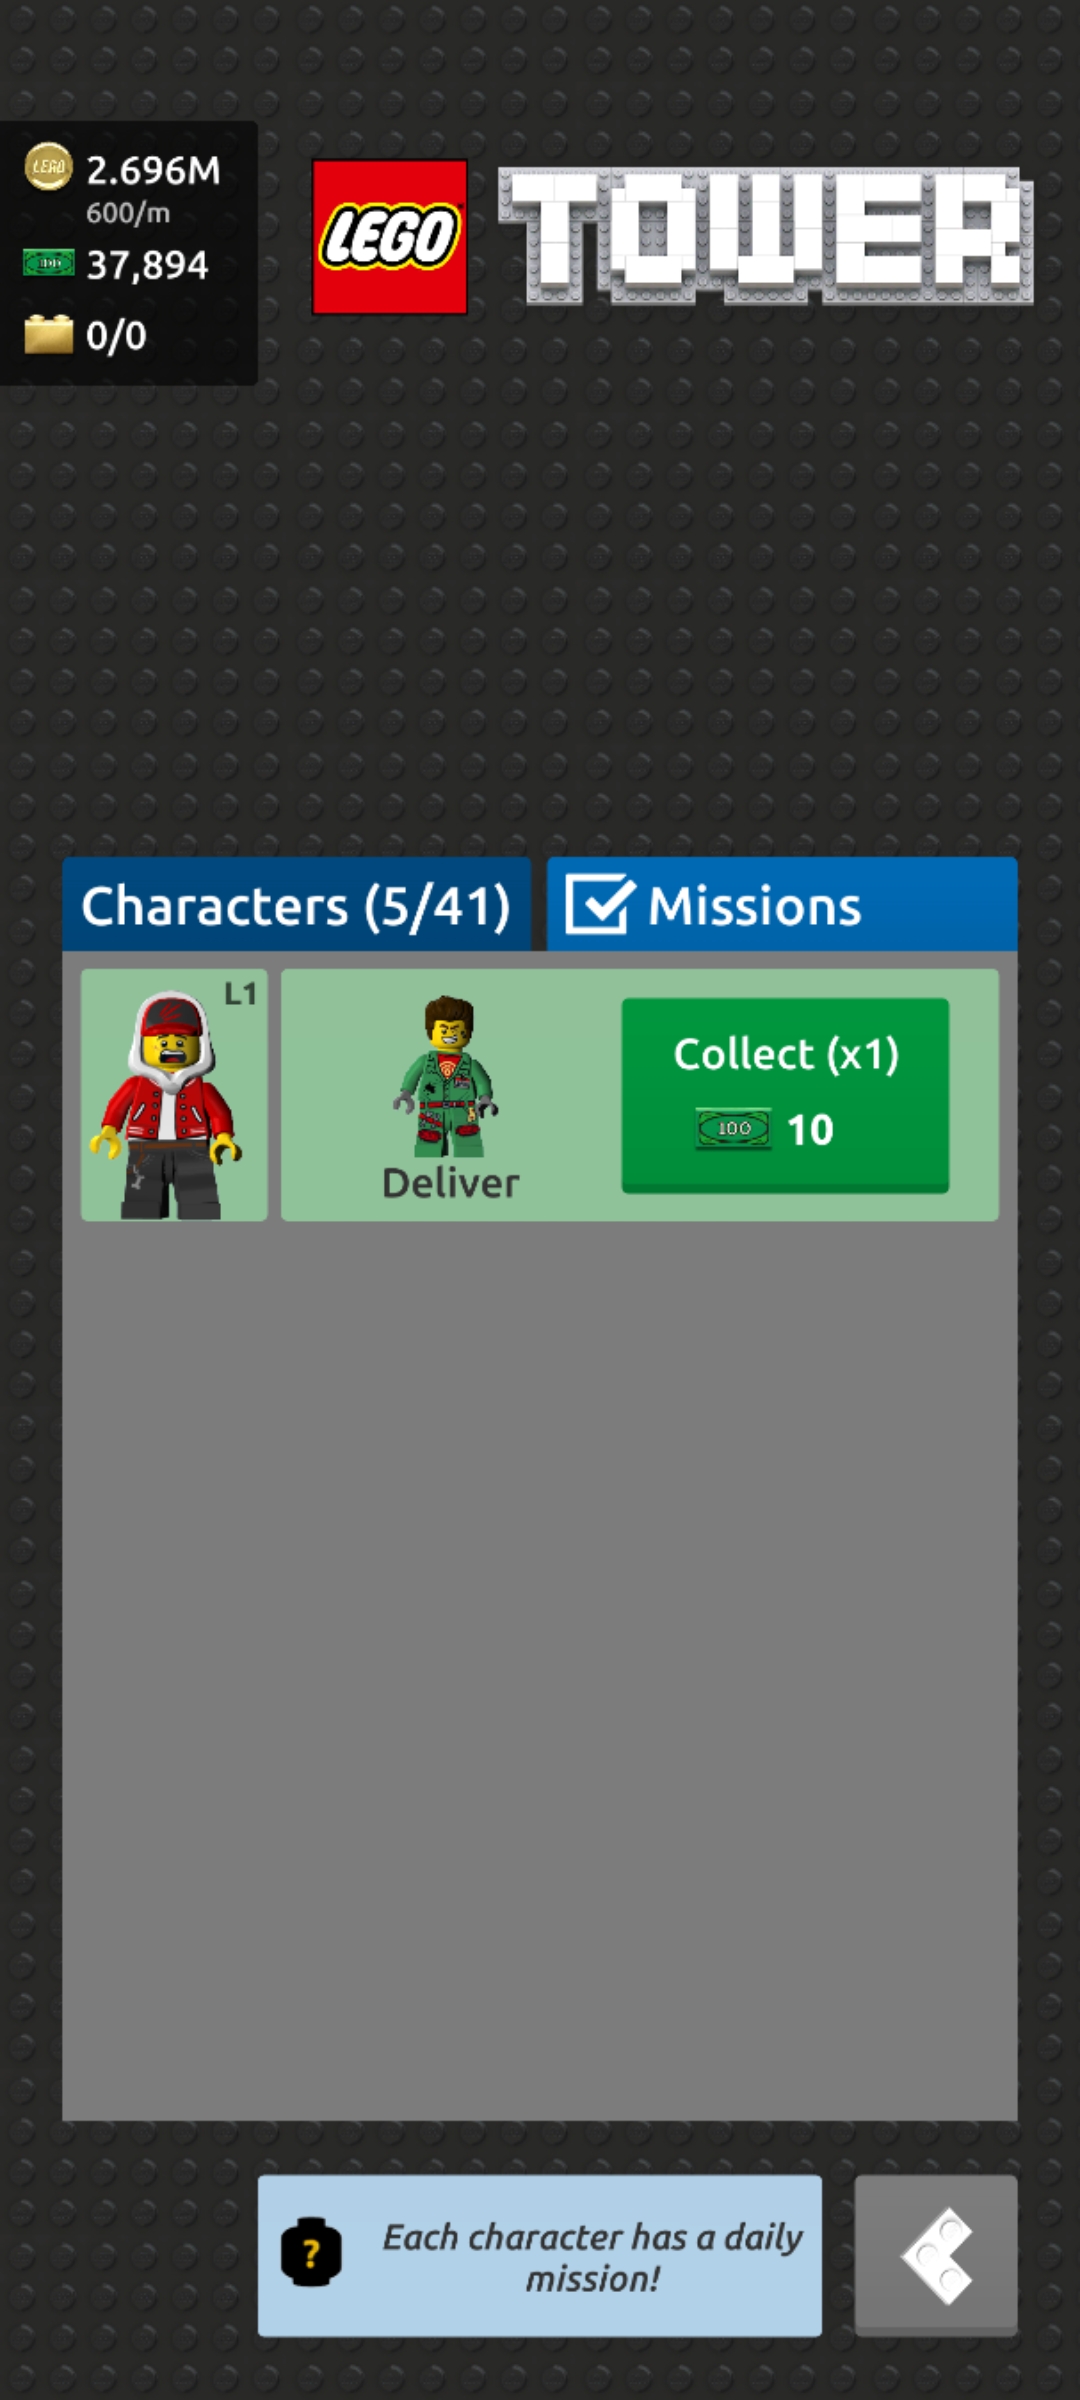 LEGO
2.696M
600/m
100
37,894
0/0
LEGO
TOWER
Characters (5/41)
Missions
L1
Deliver
Collect (x1)
100
10
?
Each character has a daily
mission!